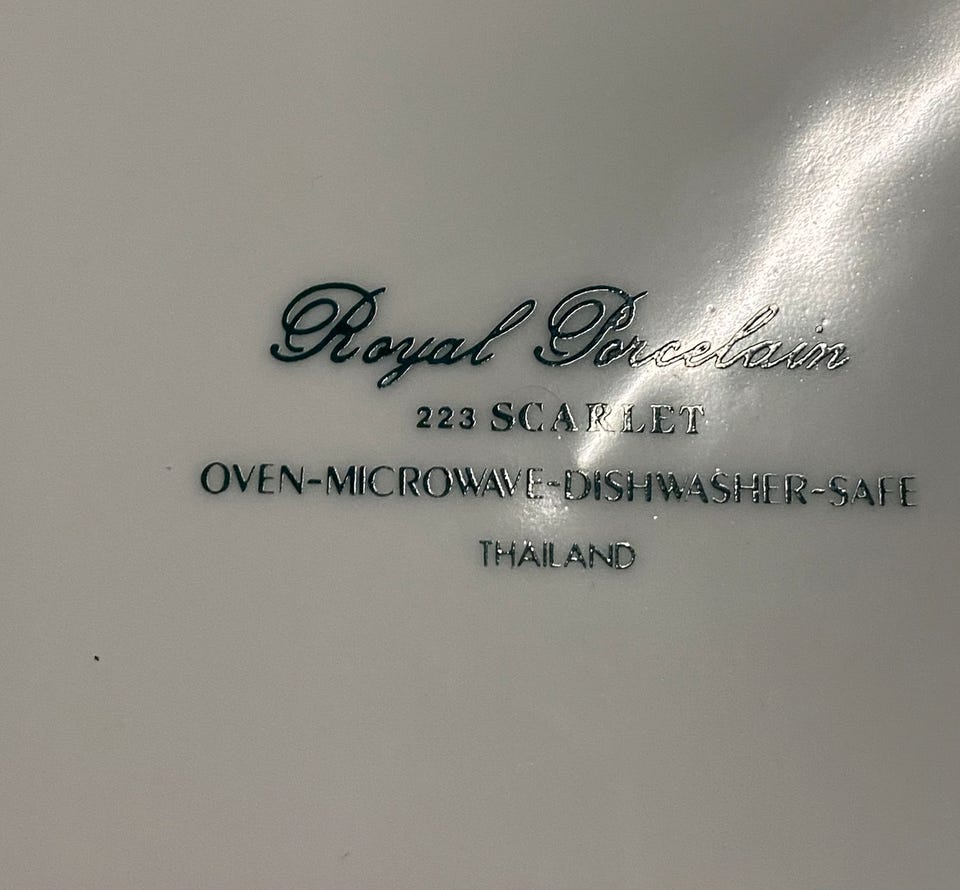 Royal Porcelain
223 SCARLET
OVEN-MICROWAVE-DISHWASHER-SAFE
THAILAND